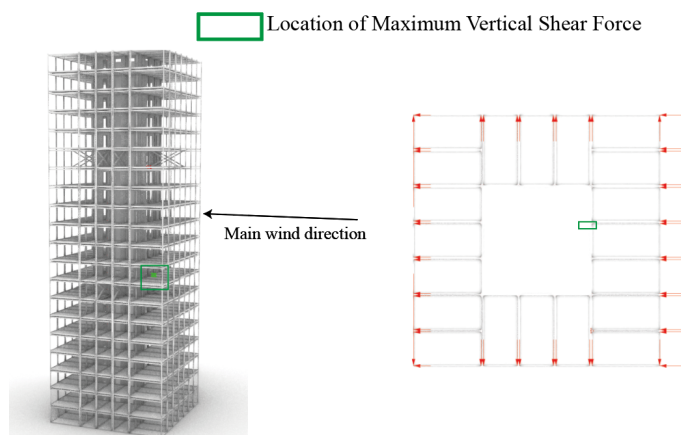 Location of Maximum Vertical Shear Force
Main wind direction